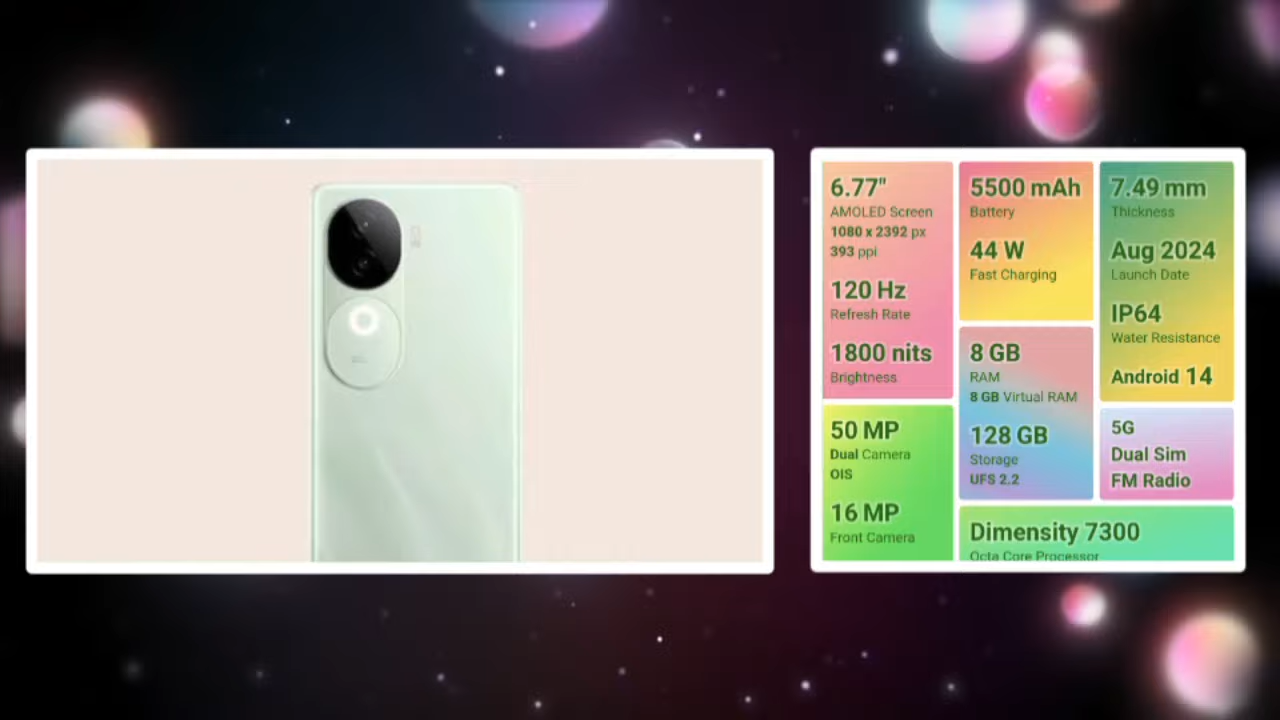 6.77"
AMOLED Screen
1080 x 2392 px
393 ppi
120 Hz
Refresh Rate
1800 nits
Brightness
50 MP
Dual Camera
OIS
16 MP
Front Camera
5500 mAh
Battery
44 W
Fast Charging
8 GB
RAM
8 GB Virtual RAM
128 GB
Storage
UFS 2.2
7.49 mm
Thickness
Aug 2024
Launch Date
IP64
Water Resistance
Android 14
5G
Dual Sim
FM Radio
Dimensity 7300
Octa Core Processor